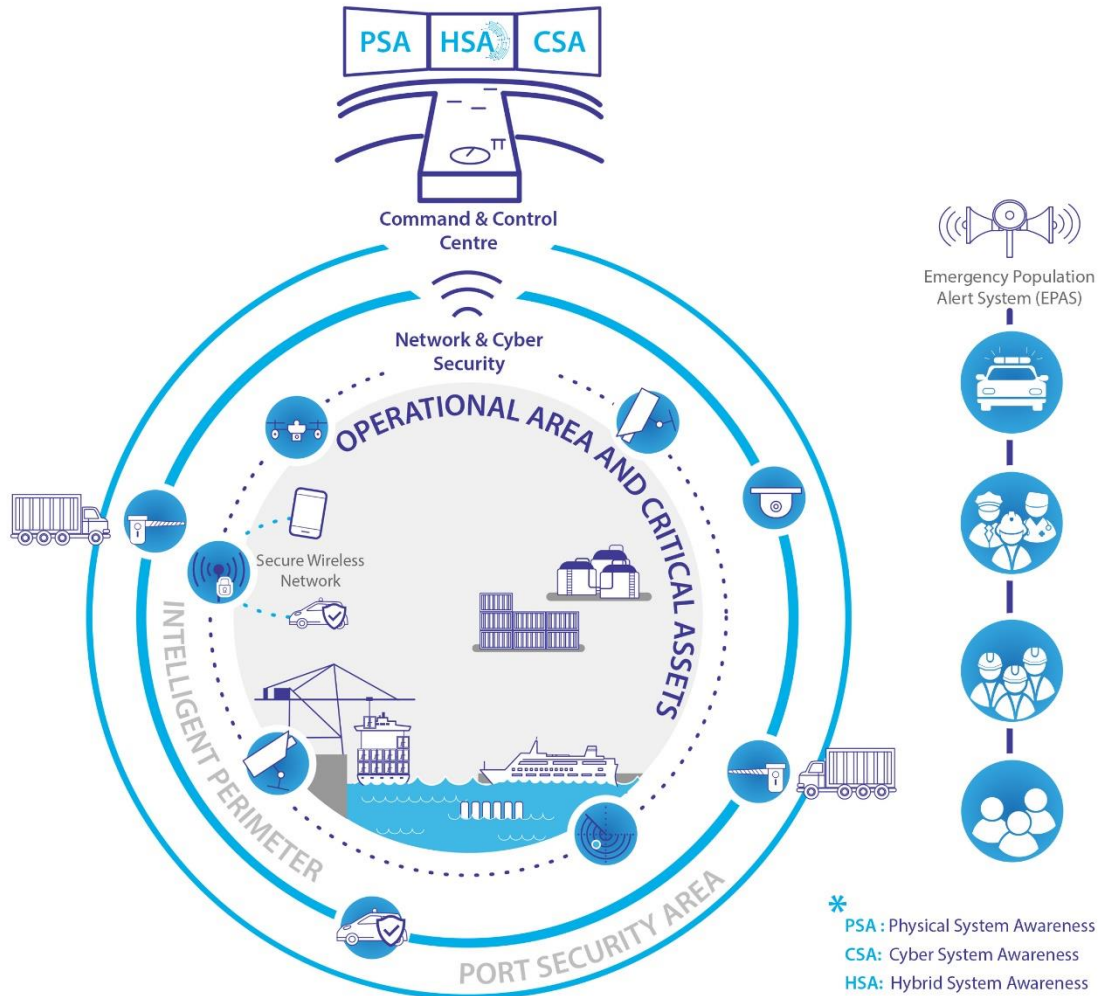 PSA
HSA
CSA
Command & Control
Centre
Network & Cyber
Security
OPERATIONAL AREA AND CRITICAL ASSETS
Secure Wireless
Network
INTELLIGENT PERIMETER
PORT SECURITY AREA
Emergency Population
Alert System (EPAS)
*
PSA : Physical System Awareness
CSA: Cyber System Awareness
HSA: Hybrid System Awareness